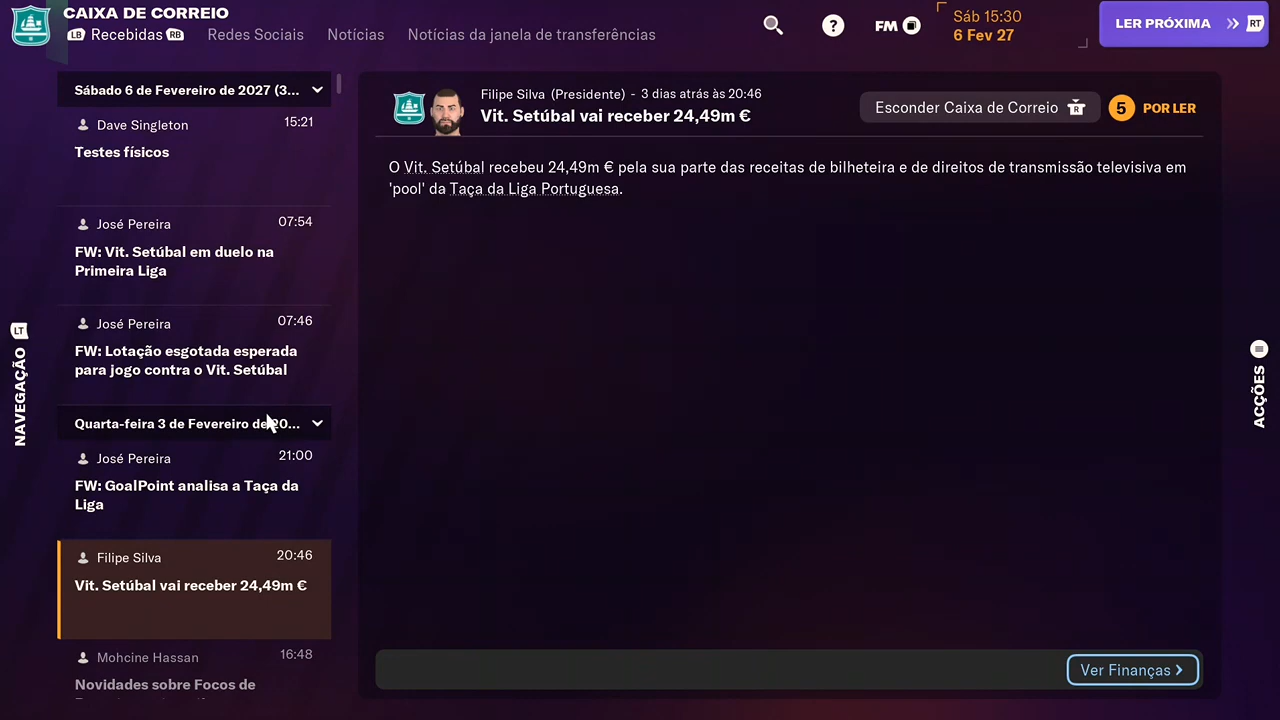 CAIXA DE CORREIO
LB Recebidas RB Redes Sociais Notícias Notícias da janela de transferências
? FM
Sáb 15:30
6 Fev 27
LER PRÓXIMA RT
Sábado 6 de Fevereiro de 2027 (3...
Dave Singleton 15:21
Testes físicos
José Pereira 07:54
FW: Vit. Setúbal em duelo na
Primeira Liga
José Pereira 07:46
FW: Lotação esgotada esperada
para jogo contra o Vit. Setúbal
Quarta-feira 3 de Fevereiro de 20...
José Pereira 21:00
FW: GoalPoint analisa a Taça da
Liga
Filipe Silva 20:46
Vit. Setúbal vai receber 24,49m €
Mohcine Hassan 16:48
Novidades sobre Focos de
LT
NAVEGAÇÃO
Filipe Silva (Presidente) - 3 dias atrás às 20:46
Vit. Setúbal vai receber 24,49m €
Esconder Caixa de Correio R
5 POR LER
O Vit. Setúbal recebeu 24,49m € pela sua parte das receitas de bilheteira e de direitos de transmissão televisiva em
'pool' da Taça da Liga Portuguesa.
Ver Finanças
ACÇÕES